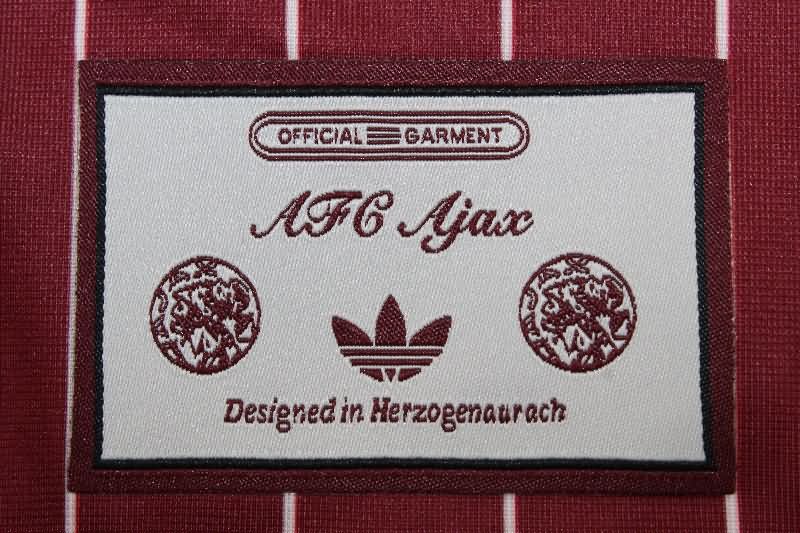 OFFICIAL GARMENT
AFC Ajax
Designed in Herzogenaurach